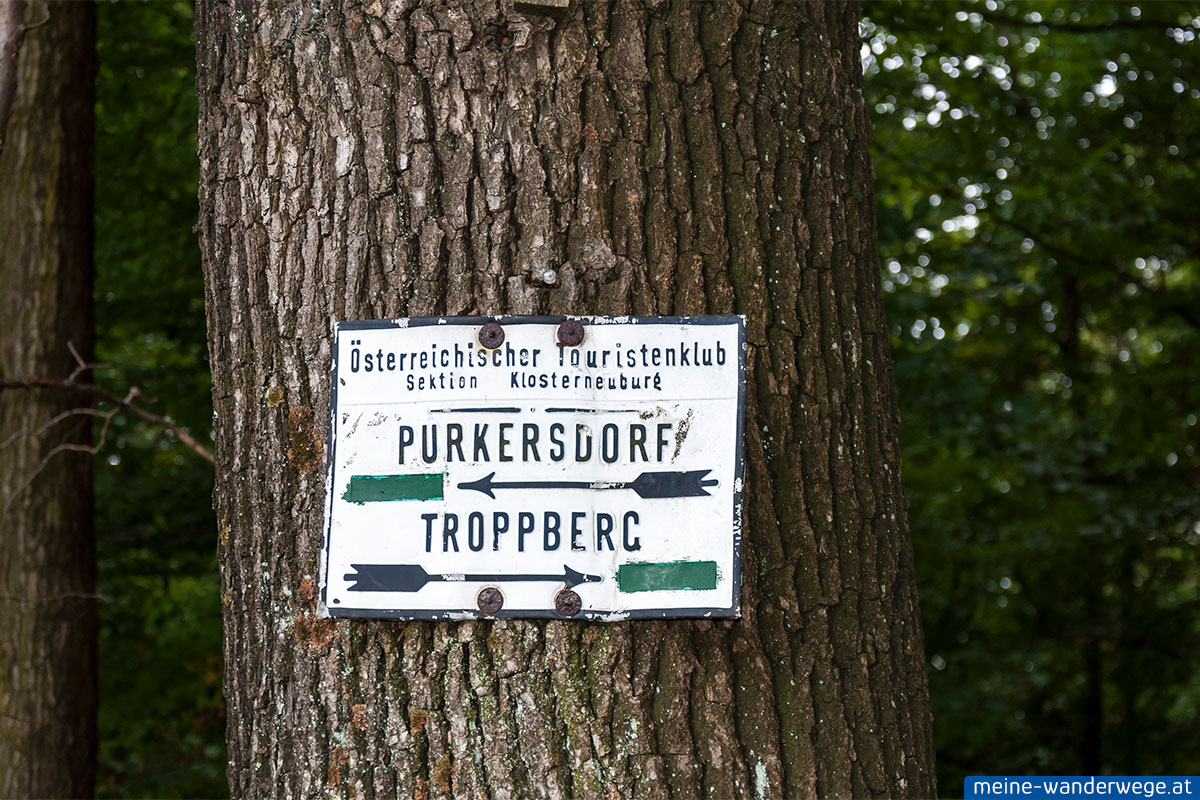 Österreichischer Touristenklub
Sektion Klosterneuburg
PURKERSDORF
TROPPBERG
meine-wanderwege.at